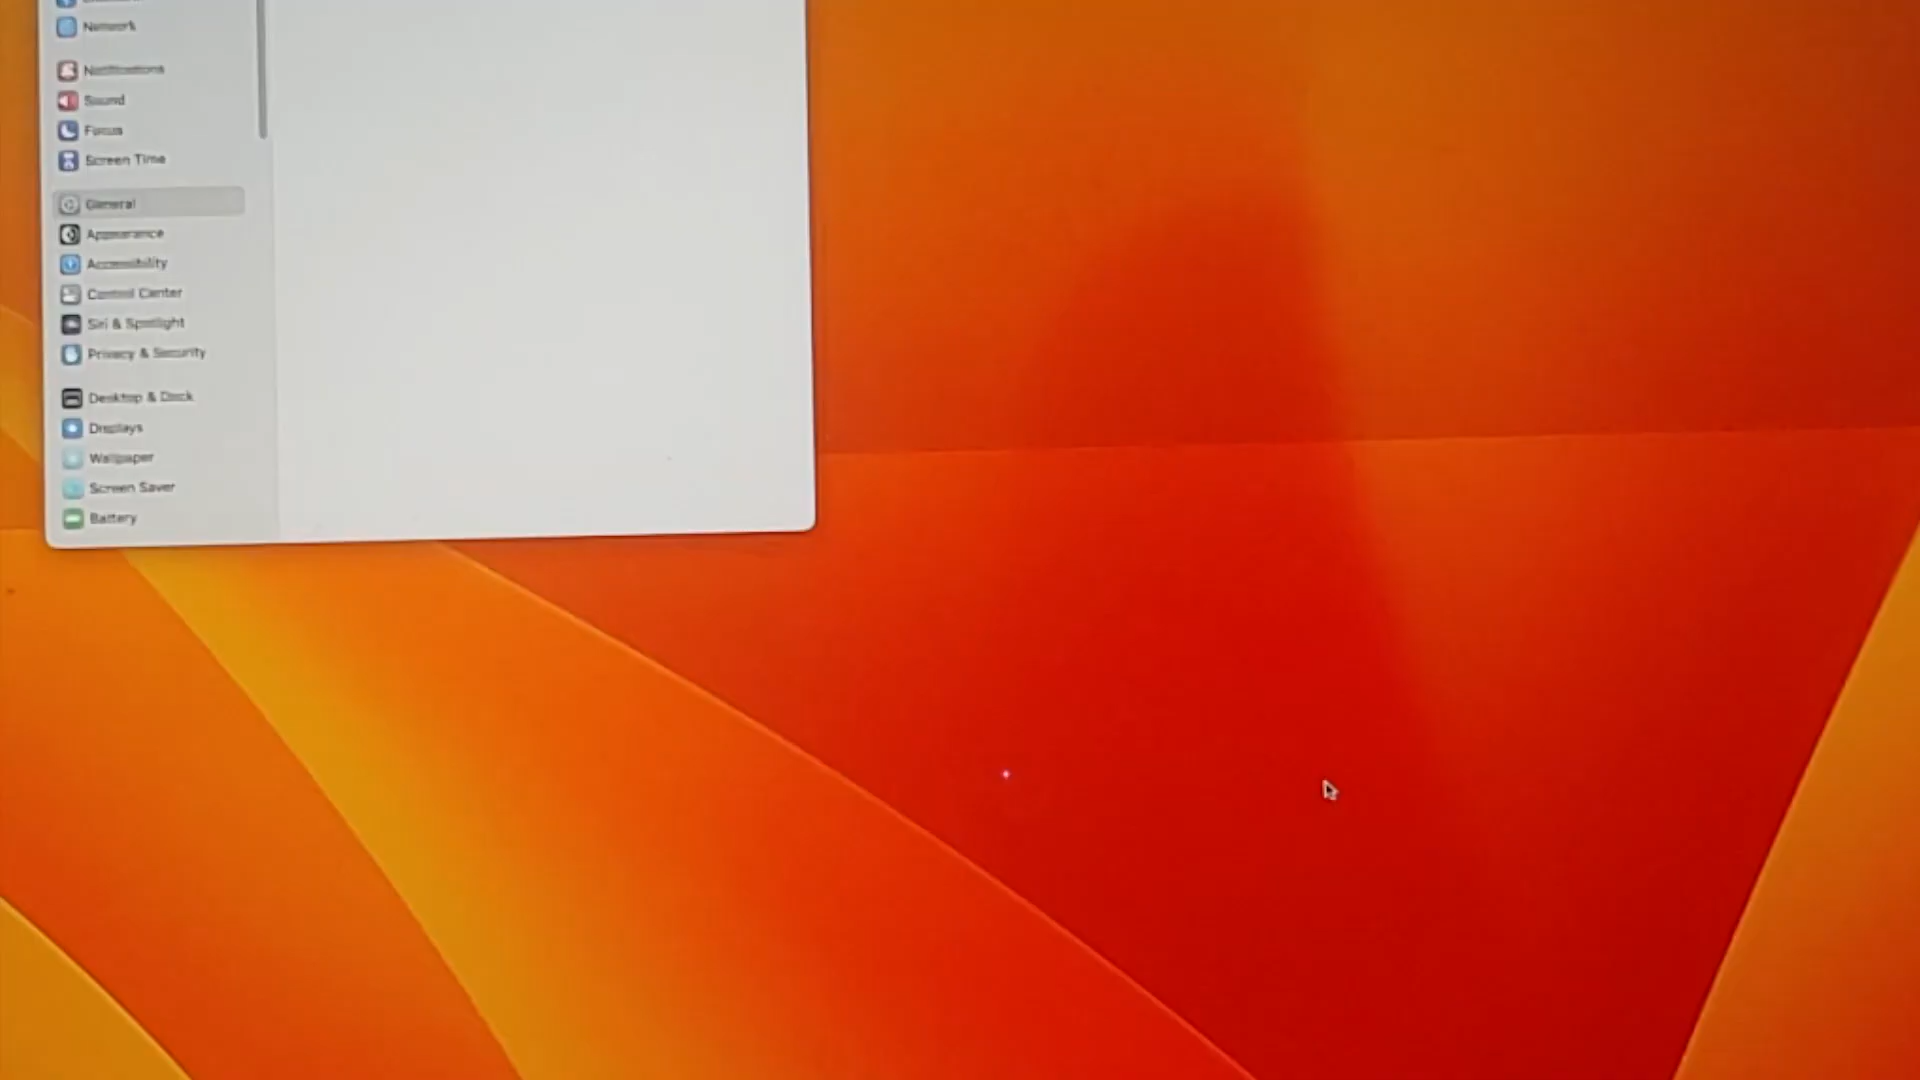 Network
Notifications
Sound
Focus
Screen Time
General
Appearance
Accessibility
Control Center
Siri & Spotlight
Privacy & Security
Desktop & Dock
Displays
Wallpaper
Screen Saver
Battery